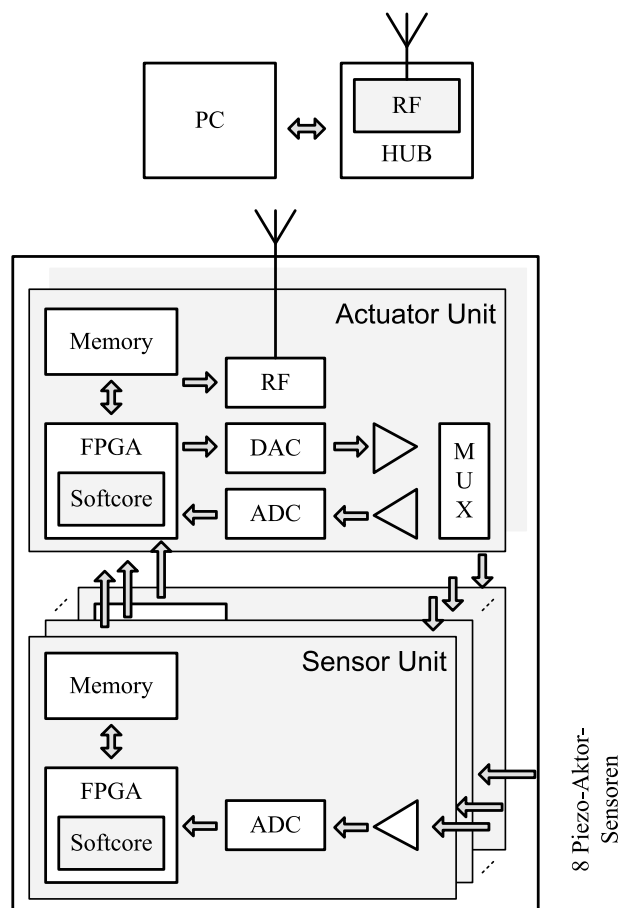 PC
RF
HUB
Actuator Unit
Memory
RF
FPGA
DAC
Softcore
ADC
M
U
X
Sensor Unit
Memory
FPGA
Softcore
ADC
8 Piezo-Aktor-
Sensoren